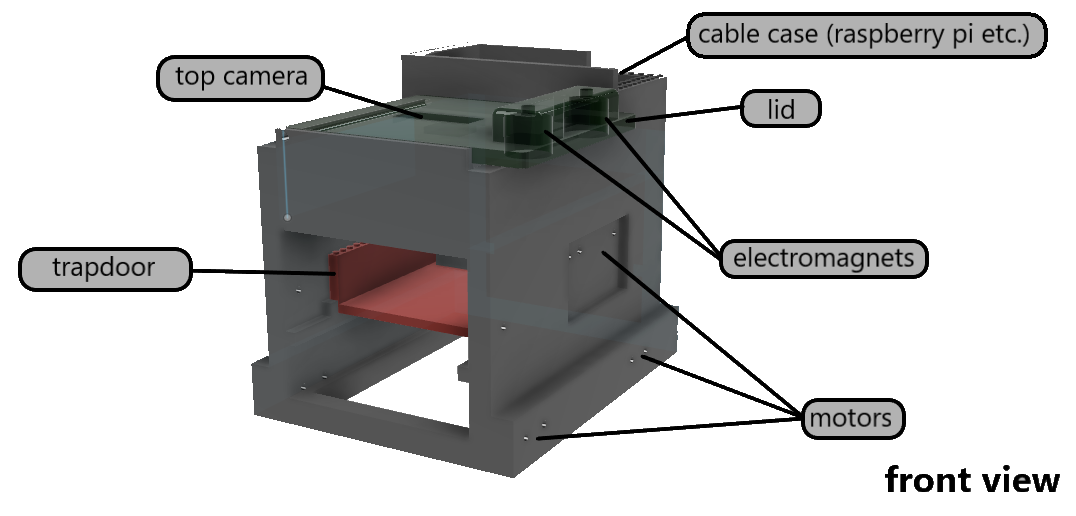 cable case (raspberry pi etc.)
top camera
lid
trapdoor
electromagnets
motors
front view